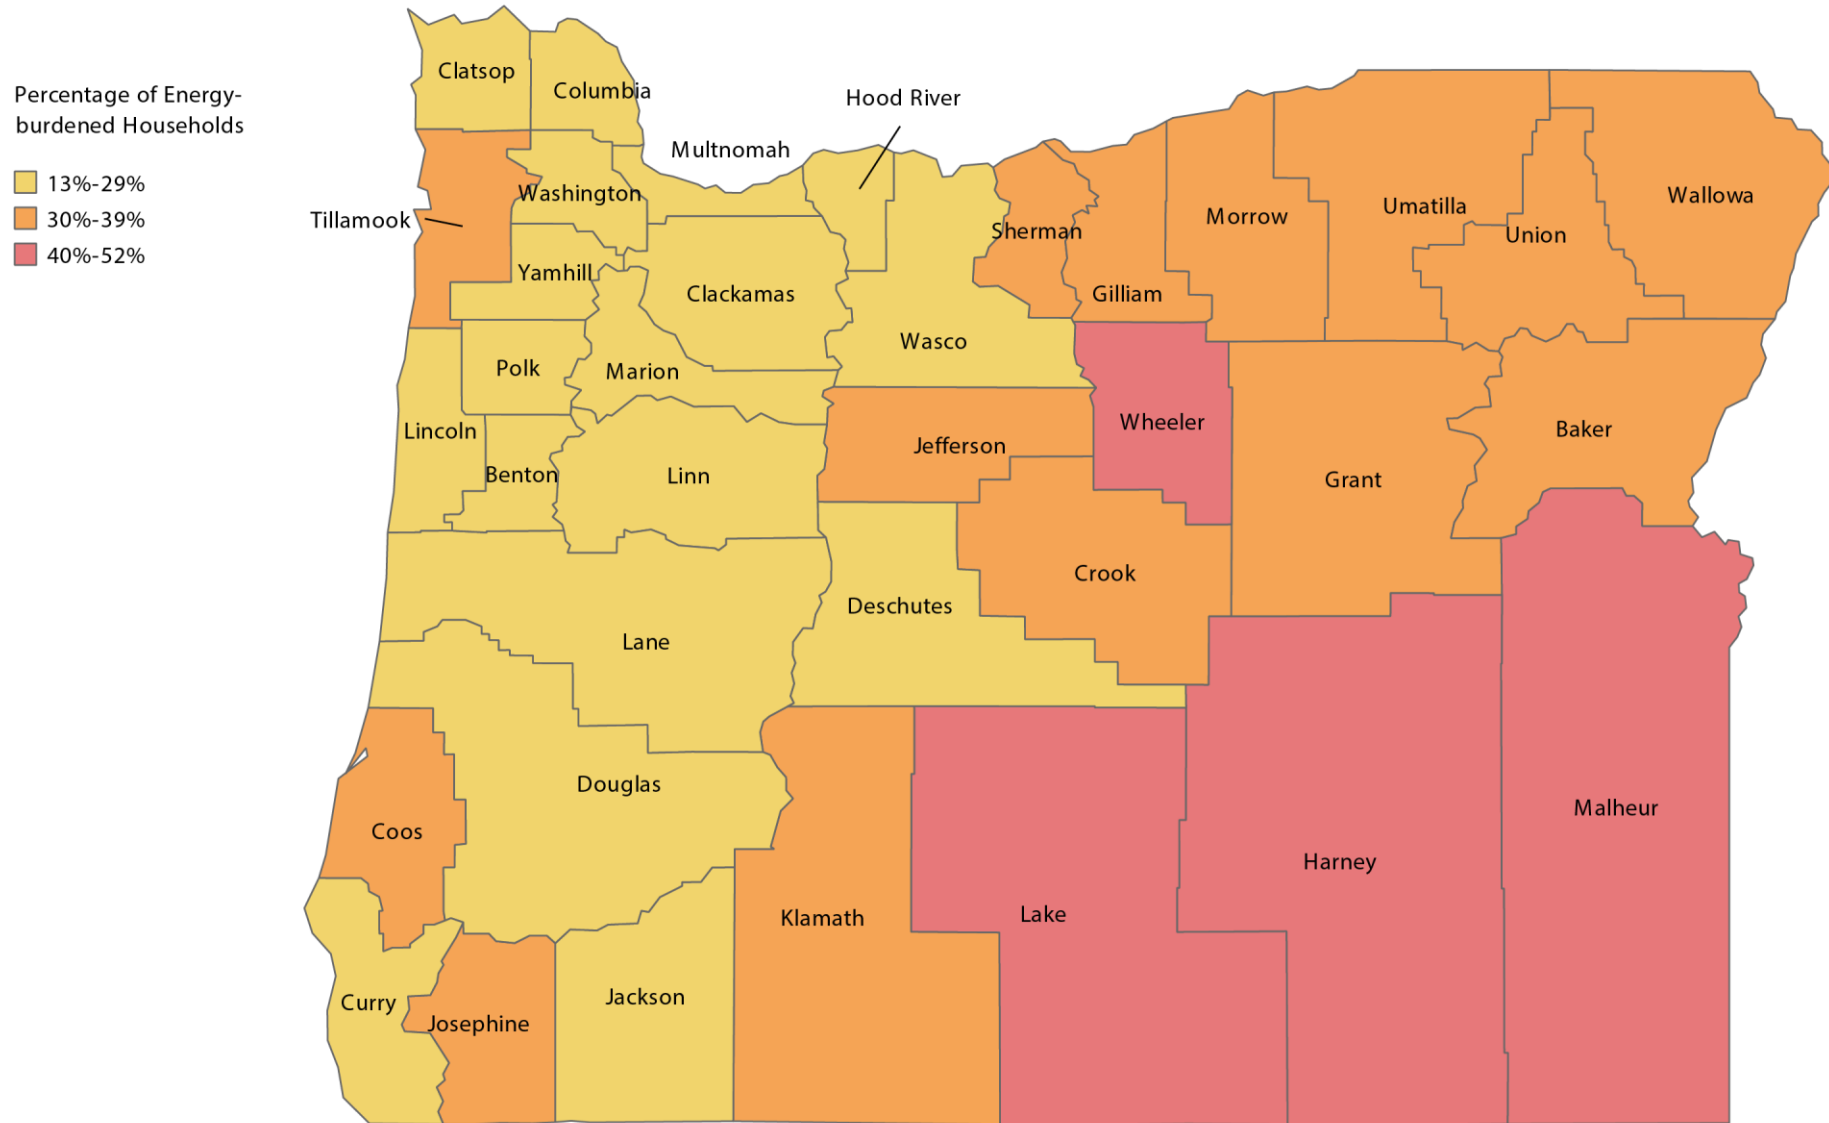 Percentage of Energy-
burdened Households
13%-29%
30%-39%
40%-52%
Clatsop
Columbia
Hood River
Multnomah
Washington
Tillamook
Yamhill
Clackamas
Sherman
Gilliam
Morrow
Umatilla
Union
Wallowa
Wasco
Polk
Marion
Lincoln
Benton
Linn
Jefferson
Wheeler
Grant
Baker
Crook
Deschutes
Lane
Douglas
Coos
Klamath
Lake
Harney
Malheur
Curry
Josephine
Jackson